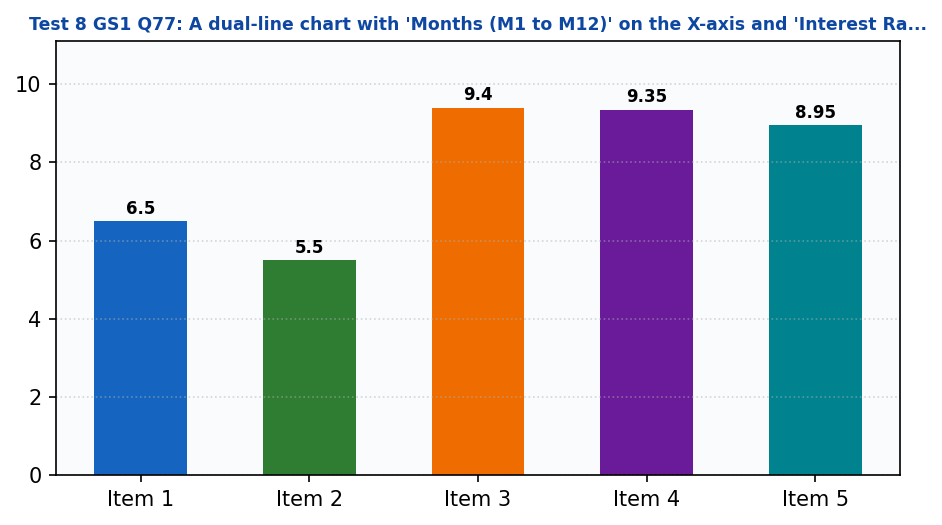 Test 8 GS1 Q77: A dual-line chart with 'Months (M1 to M12)' on the X-axis and 'Interest Ra...
10
8
6
4
2
0
6.5
5.5
9.4
9.35
8.95
Item 1
Item 2
Item 3
Item 4
Item 5